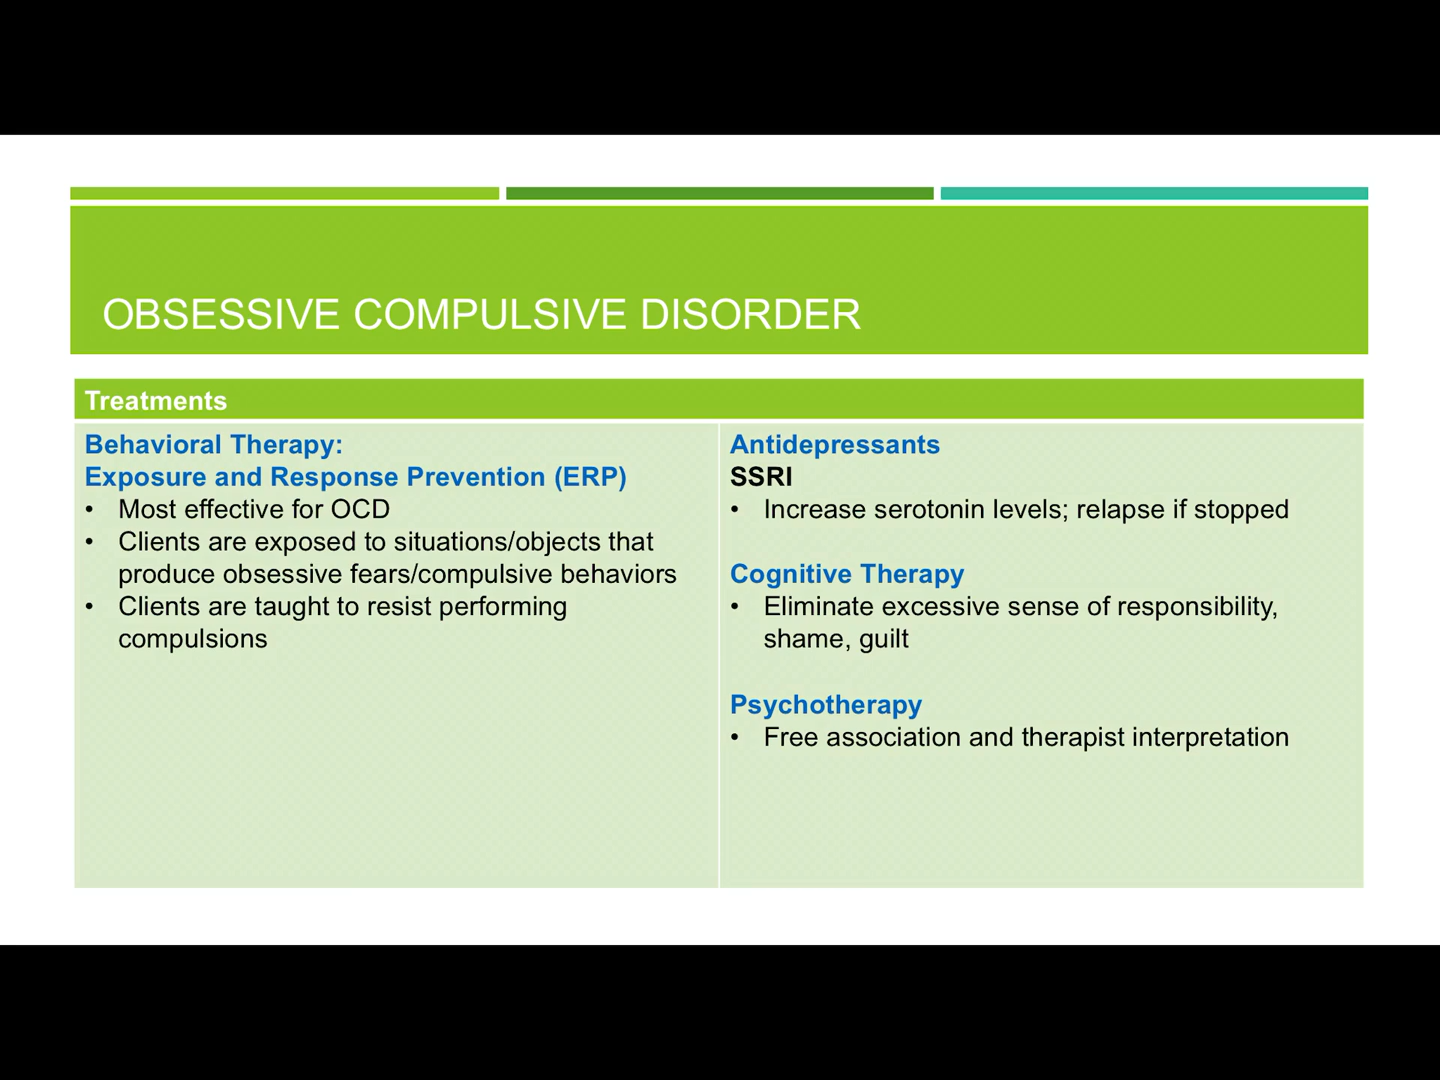 OBSESSIVE COMPULSIVE DISORDER
Treatments
Behavioral Therapy:
Exposure and Response Prevention (ERP)
• Most effective for OCD
• Clients are exposed to situations/objects that
produce obsessive fears/compulsive behaviors
• Clients are taught to resist performing
compulsions
Antidepressants
SSRI
• Increase serotonin levels; relapse if stopped
Cognitive Therapy
• Eliminate excessive sense of responsibility,
shame, guilt
Psychotherapy
• Free association and therapist interpretation